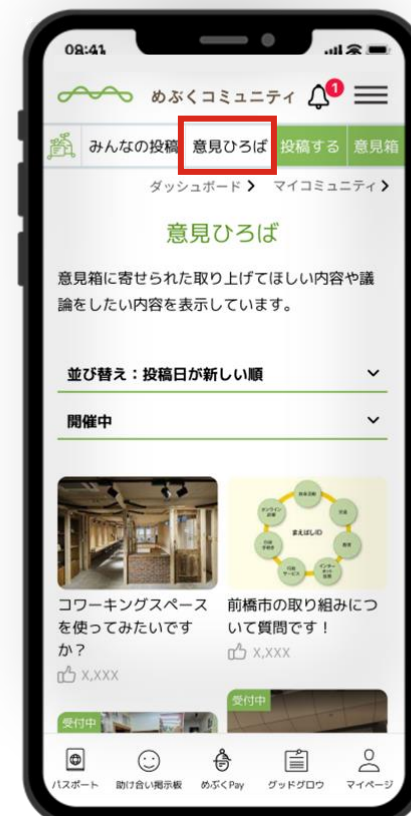 09:41
めぶくコミュニティ
1
みんなの投稿 意見ひろば 投稿する 意見箱
ダッシュボード マイコミュニティ
意見ひろば
意見箱に寄せられた取り上げてほしい内容や議
論をしたい内容を表示しています。
並び替え：投稿日が新しい順
開催中
まえばしID
コワーキングスペース
を使ってみたいです
か？
X,XXX
前橋市の取り組みにつ
いて質問です！
X,XXX
受付中
受付中
パスポート 助け合い掲示板 めぶくPay グッドグロウ マイページ